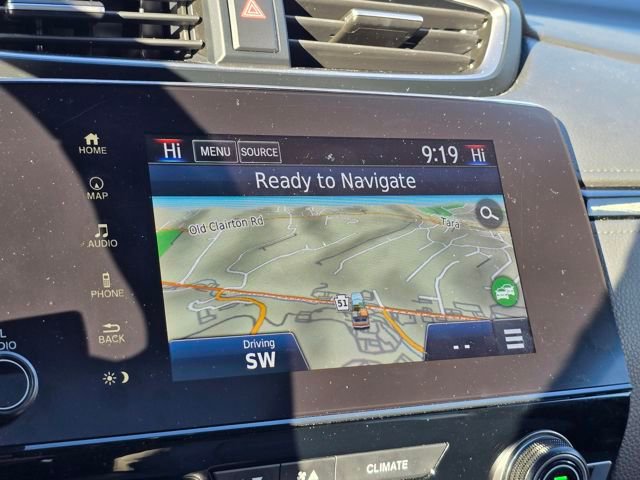 HOME
MAP
AUDIO
PHONE
BACK
Hi MENU SOURCE 9:19 Hi
Ready to Navigate
Old Clairton Rd
Tara
51
Driving
SW
--
CLIMATE